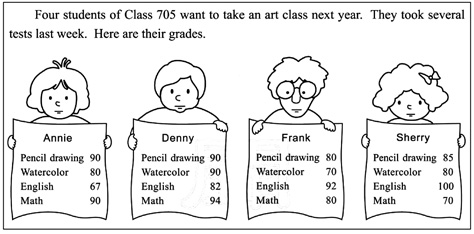 Four students of Class 705 want to take an art class next year. They took several
tests last week. Here are their grades.
Annie
Pencil drawing 90
Watercolor 80
English 67
Math 90
Denny
Pencil drawing 90
Watercolor 90
English 82
Math 94
Frank
Pencil drawing 80
Watercolor 70
English 92
Math 80
Sherry
Pencil drawing 85
Watercolor 80
English 100
Math 70